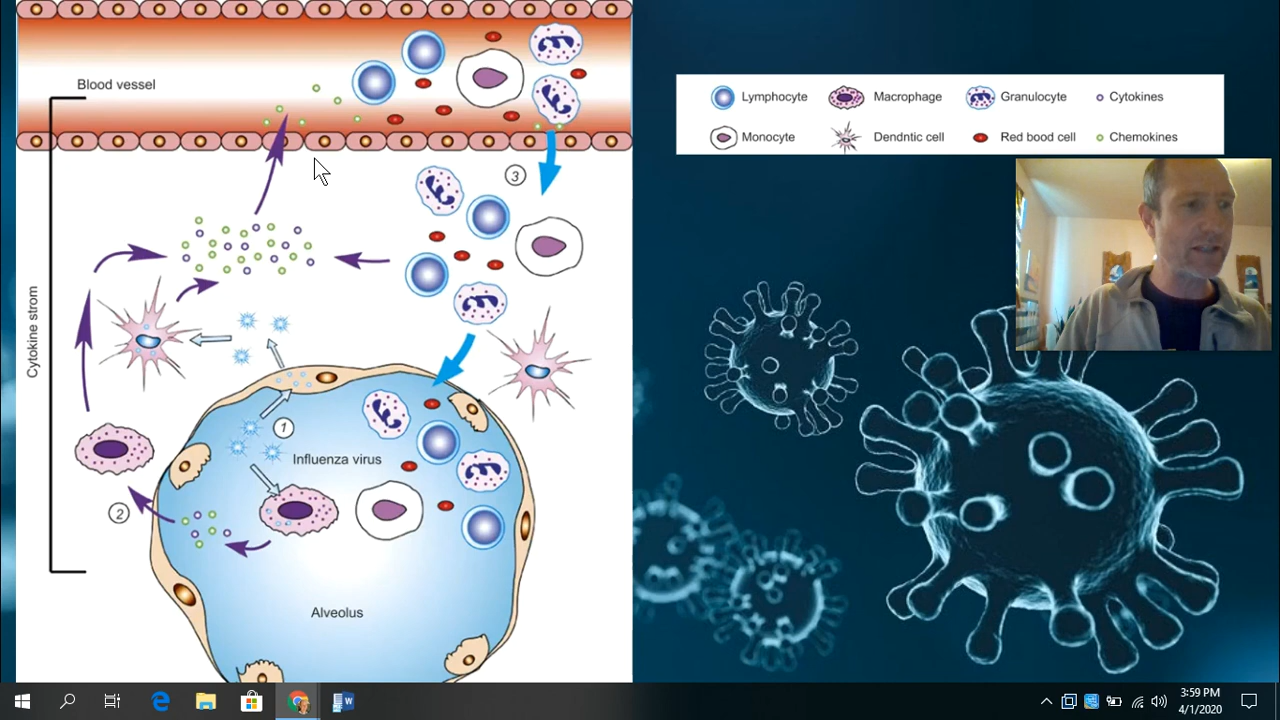 Blood vessel
Lymphocyte
Macrophage
Granulocyte
Cytokines
Monocyte
Dendntic cell
Red bood cell
Chemokines
3
Cytokine strom
1
Influenza virus
2
Alveolus
3:59 PM
4/1/2020